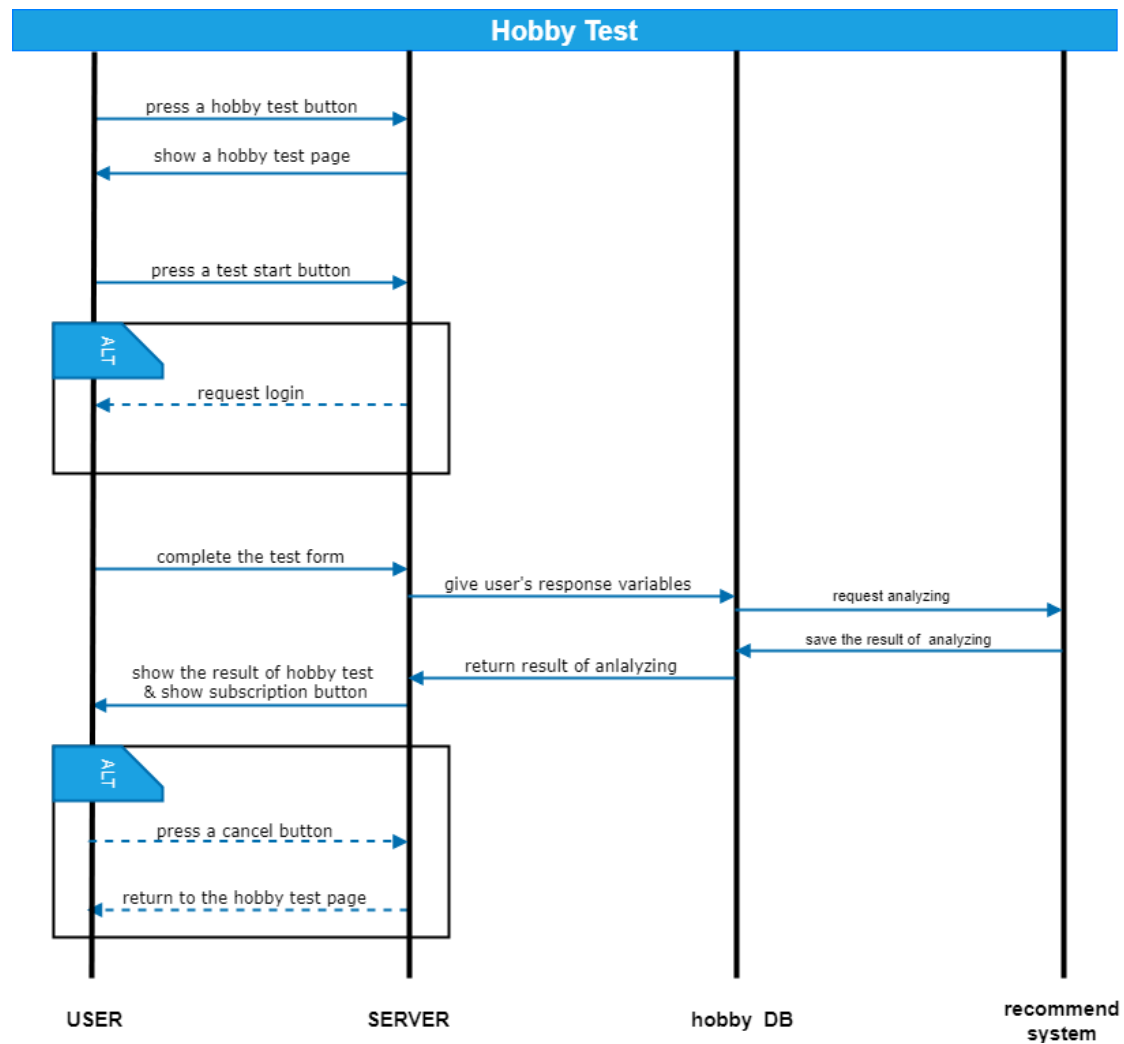 Hobby Test
press a hobby test button
show a hobby test page
press a test start button
ALT
request login
complete the test form
give user's response variables
request analyzing
save the result of analyzing
return result of anlalyzing
show the result of hobby test
& show subscription button
ALT
press a cancel button
return to the hobby test page
USER
SERVER
hobby DB
recommend
system